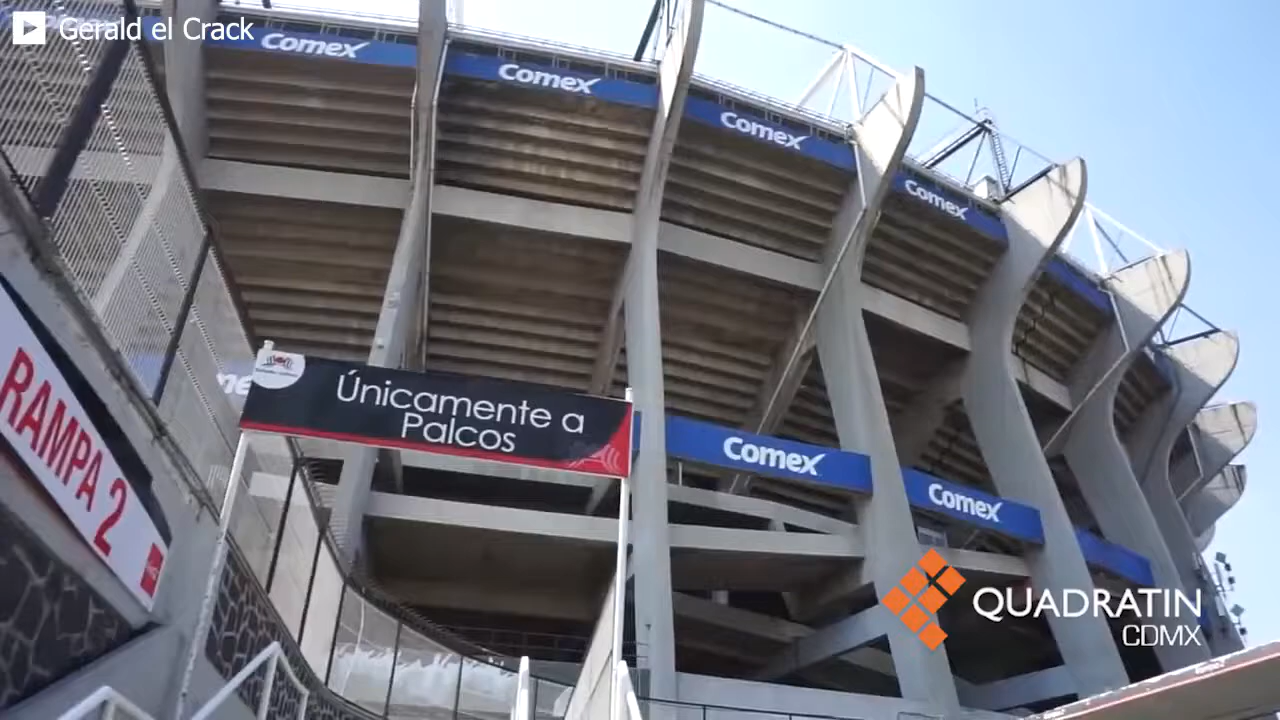 Gerald el Crack
Comex
Comex
Comex
Comex
Únicamente a
Palcos
RAMPA 2
Comex
Comex
QUADRATIN
CDMX